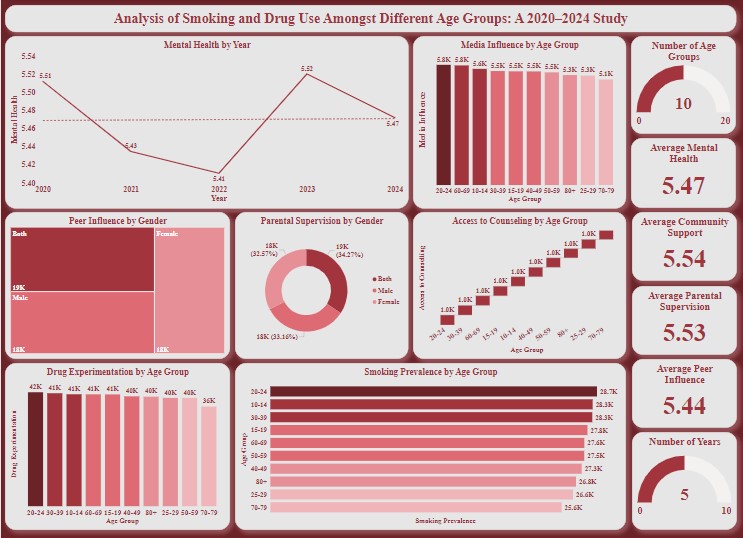 Analysis of Smoking and Drug Use Amongst Different Age Groups: A 2020–2024 Study
Mental Health by Year
5.54
5.52
5.50
5.48
5.46
5.44
5.42
5.40
Mental Health
5.51
5.43
5.41
5.52
5.47
2020
2021
2022
2023
2024
Year
Media Influence by Age Group
Media Influence
5.8K 5.8K 5.6K 5.5K 5.5K 5.5K 5.5K 5.3K 5.3K 5.1K
20-24 60-69 10-14 30-39 15-19 40-49 50-59 80+ 25-29 70-79
Age Group
Number of Age
Groups
10
0
20
Average Mental
Health
5.47
Peer Influence by Gender
Both
19K
Male
18K
Female
18K
Parental Supervision by Gender
18K
(32.57%)
19K
(34.27%)
18K (33.16%)
Both
Male
Female
Access to Counseling by Age Group
Access to Counselling
1.0K
1.0K
1.0K
1.0K
1.0K
1.0K
1.0K
1.0K
1.0K
1.0K
20-24 30-39 60-69 15-19 10-14 40-49 50-59 80+ 25-29 70-79
Age Group
Average Community
Support
5.54
Average Parental
Supervision
5.53
Drug Experimentation by Age Group
Drug Experimentation
42K 41K 41K 41K 41K 40K 40K 40K 40K 36K
20-24 30-39 10-14 60-69 15-19 40-49 80+ 25-29 50-59 70-79
Age Group
Smoking Prevalence by Age Group
Age Group
20-24 28.7K
10-14 28.3K
30-39 28.3K
15-19 27.8K
60-69 27.6K
50-59 27.5K
40-49 27.3K
80+ 26.8K
25-29 26.6K
70-79 25.6K
Smoking Prevalence
Average Peer
Influence
5.44
Number of Years
5
0
10